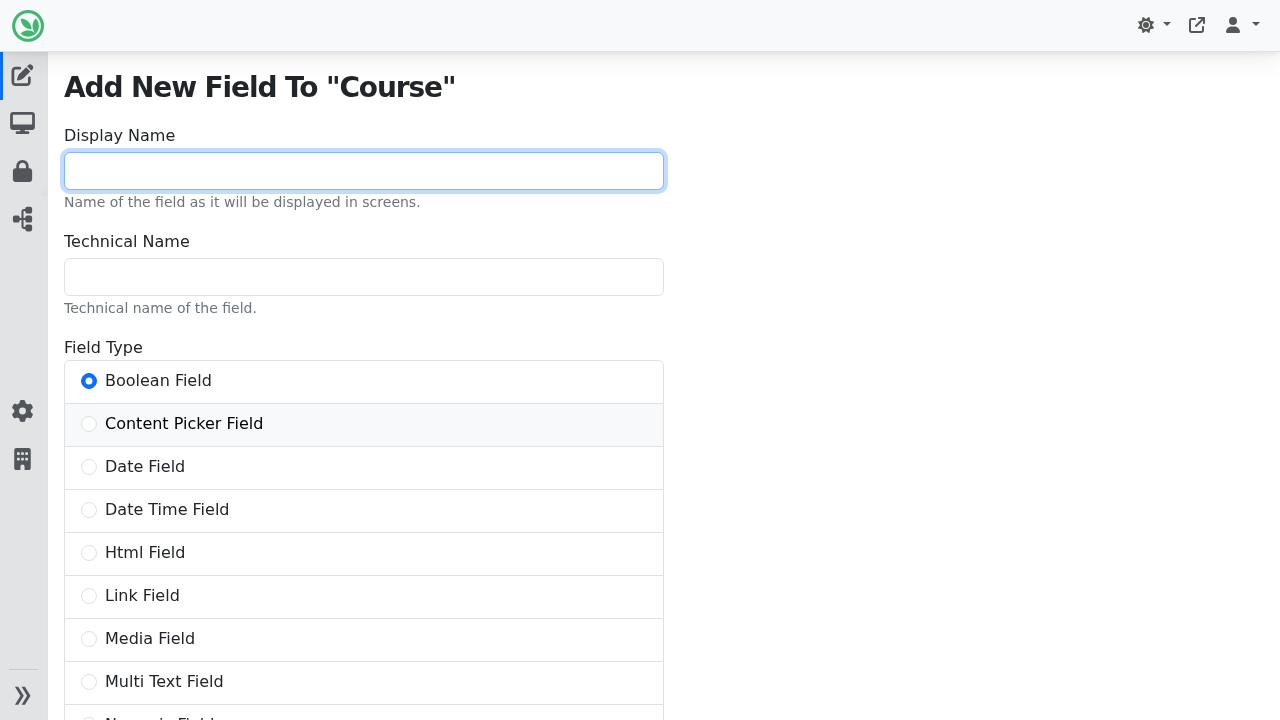 Add New Field To "Course"
Display Name
Name of the field as it will be displayed in screens.
Technical Name
Technical name of the field.
Field Type
Boolean Field
Content Picker Field
Date Field
Date Time Field
Html Field
Link Field
Media Field
Multi Text Field